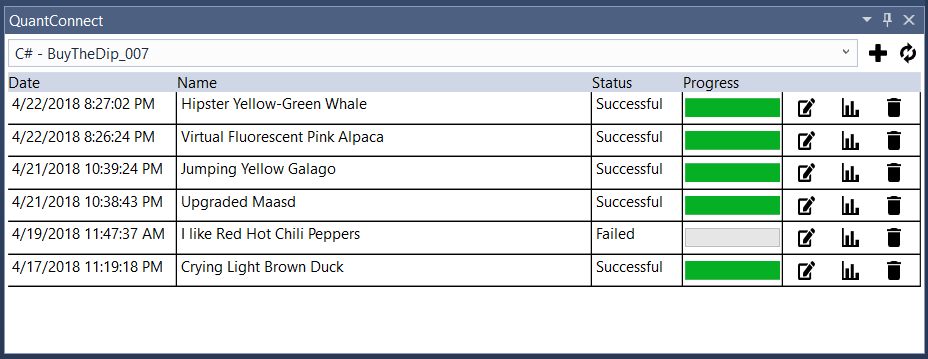 QuantConnect
C# - BuyTheDip_007
Date Name Status Progress
4/22/2018 8:27:02 PM Hipster Yellow-Green Whale Successful
4/22/2018 8:26:24 PM Virtual Fluorescent Pink Alpaca Successful
4/21/2018 10:39:24 PM Jumping Yellow Galago Successful
4/21/2018 10:38:43 PM Upgraded Maasd Successful
4/19/2018 11:47:37 AM I like Red Hot Chili Peppers Failed
4/17/2018 11:19:18 PM Crying Light Brown Duck Successful